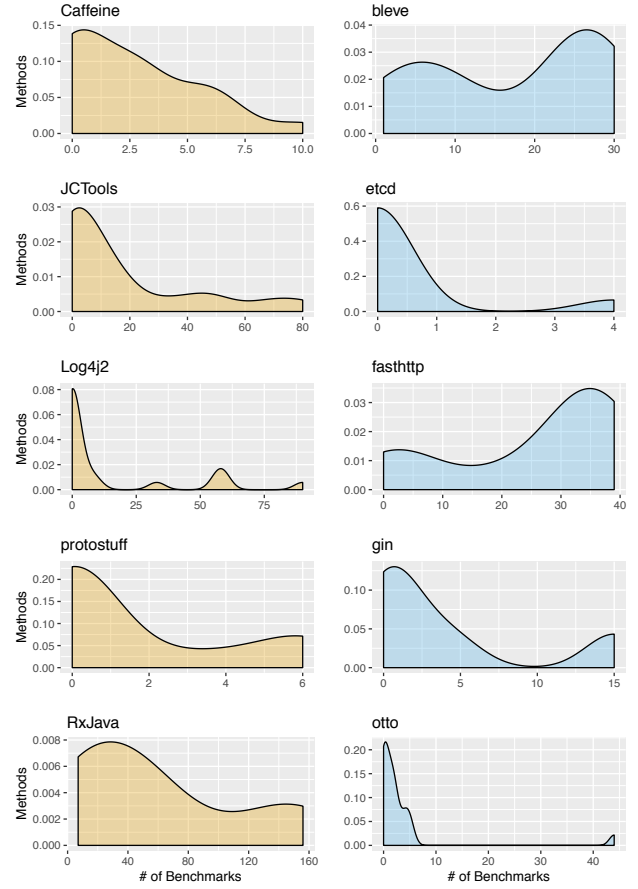 Caffeine
0.15
0.10
0.05
0.00
Methods
0.0 2.5 5.0 7.5 10.0
bleve
0.04
0.03
0.02
0.01
0.00
0 10 20 30
JCTools
0.03
0.02
0.01
0.00
Methods
0 20 40 60 80
etcd
0.6
0.4
0.2
0.0
0 1 2 3 4
Log4j2
0.08
0.06
0.04
0.02
0.00
Methods
0 25 50 75
fasthttp
0.03
0.02
0.01
0.00
0 10 20 30 40
protostuff
0.20
0.15
0.10
0.05
0.00
Methods
0 2 4 6
gin
0.10
0.05
0.00
0 5 10 15
RxJava
0.008
0.006
0.004
0.002
0.000
Methods
0 40 80 120 160
# of Benchmarks
otto
0.20
0.15
0.10
0.05
0.00
0 10 20 30 40
# of Benchmarks